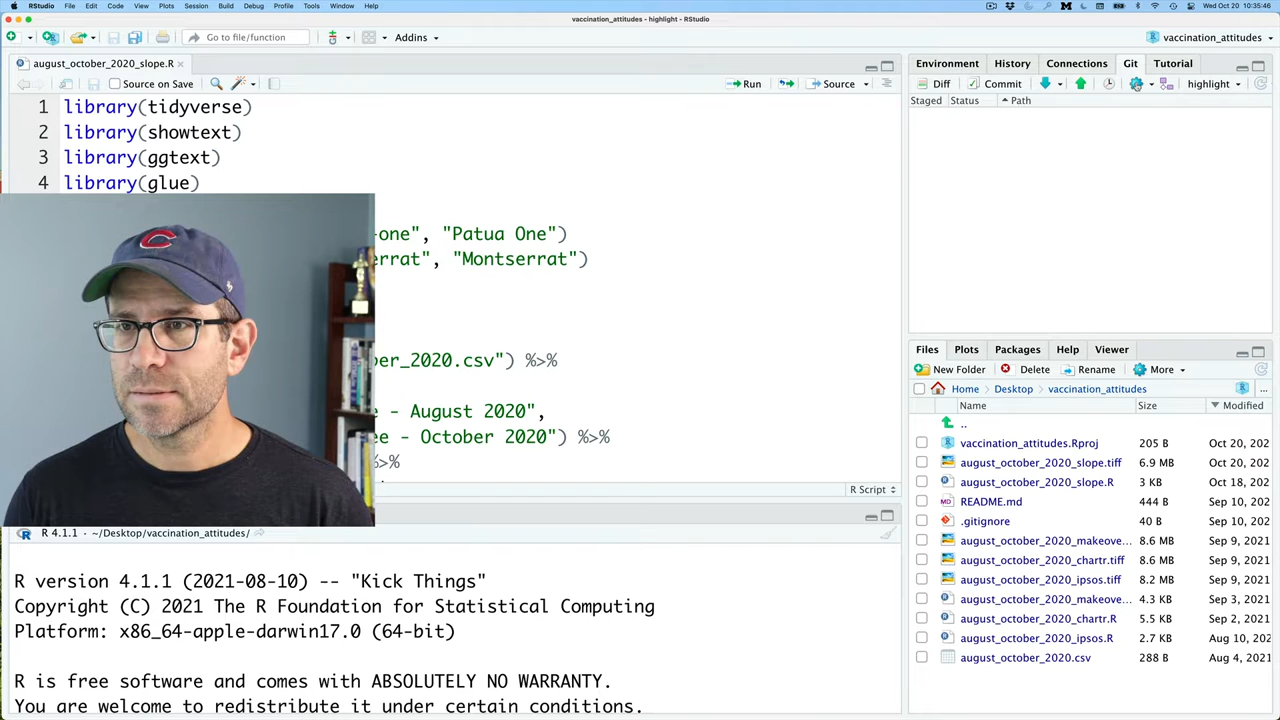 RStudio File Edit Code View Plots Session Build Debug Profile Tools Window Help Wed Oct 20 10:35:46
vaccination_attitudes - highlight - RStudio
Go to file/function Addins vaccination_attitudes
august_october_2020_slope.R
Source on Save Run Source
1 library(tidyverse)
2 library(showtext)
3 library(ggtext)
4 library(glue)
-one", "Patua One")
errat", "Montserrat")
ber_2020.csv") %>%
e - August 2020",
ee - October 2020") %>%
%>%
R Script
R 4.1.1 · ~/Desktop/vaccination_attitudes/
R version 4.1.1 (2021-08-10) -- "Kick Things"
Copyright (C) 2021 The R Foundation for Statistical Computing
Platform: x86_64-apple-darwin17.0 (64-bit)
R is free software and comes with ABSOLUTELY NO WARRANTY.
You are welcome to redistribute it under certain conditions.
Environment History Connections Git Tutorial
Diff Commit highlight
Staged Status Path
Files Plots Packages Help Viewer
New Folder Delete Rename More
Home Desktop vaccination_attitudes ...
Name Size Modified
..
vaccination_attitudes.Rproj 205 B Oct 20, 202
august_october_2020_slope.tiff 6.9 MB Oct 20, 202
august_october_2020_slope.R 3 KB Oct 18, 202
README.md 444 B Sep 10, 202
.gitignore 40 B Sep 10, 202
august_october_2020_makeove... 8.6 MB Sep 9, 2021
august_october_2020_chartr.tiff 8.6 MB Sep 9, 2021
august_october_2020_ipsos.tiff 8.2 MB Sep 9, 2021
august_october_2020_makeove... 4.3 KB Sep 3, 2021
august_october_2020_chartr.R 5.5 KB Sep 2, 2021
august_october_2020_ipsos.R 2.7 KB Aug 10, 202
august_october_2020.csv 288 B Aug 4, 2021